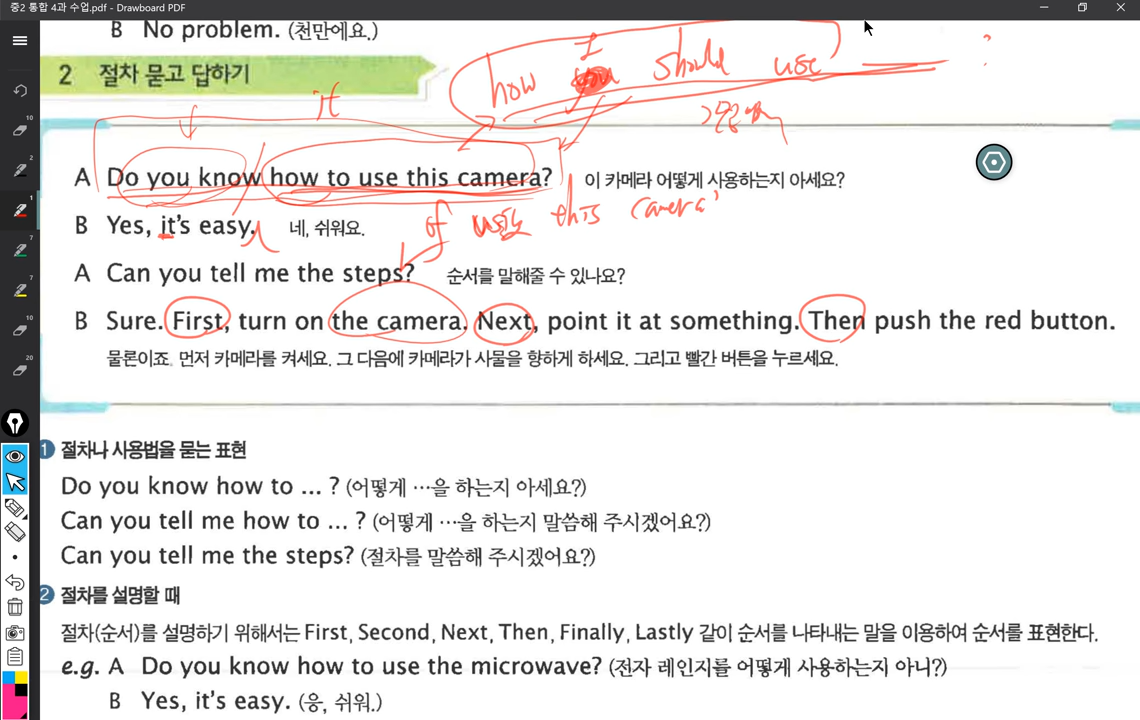 중2 통합 4과 수업.pdf - Drawboard PDF
B No problem. (천만에요.)
2 절차 묻고 답하기
how I should use ?
it
간접의문문
A Do you know how to use this camera? 이 카메라 어떻게 사용하는지 아세요?
of using this camera
B Yes, it's easy. 네, 쉬워요.
A Can you tell me the steps? 순서를 말해줄 수 있나요?
B Sure. First, turn on the camera. Next, point it at something. Then push the red button.
물론이죠. 먼저 카메라를 켜세요. 그 다음에 카메라가 사물을 향하게 하세요. 그리고 빨간 버튼을 누르세요.
1 절차나 사용법을 묻는 표현
Do you know how to ... ? (어떻게 …을 하는지 아세요?)
Can you tell me how to ... ? (어떻게 …을 하는지 말씀해 주시겠어요?)
Can you tell me the steps? (절차를 말씀해 주시겠어요?)
2 절차를 설명할 때
절차(순서)를 설명하기 위해서는 First, Second, Next, Then, Finally, Lastly 같이 순서를 나타내는 말을 이용하여 순서를 표현한다.
e.g. A Do you know how to use the microwave? (전자 레인지를 어떻게 사용하는지 아니?)
B Yes, it's easy. (응, 쉬워.)
10
2
1
7
7
10
20